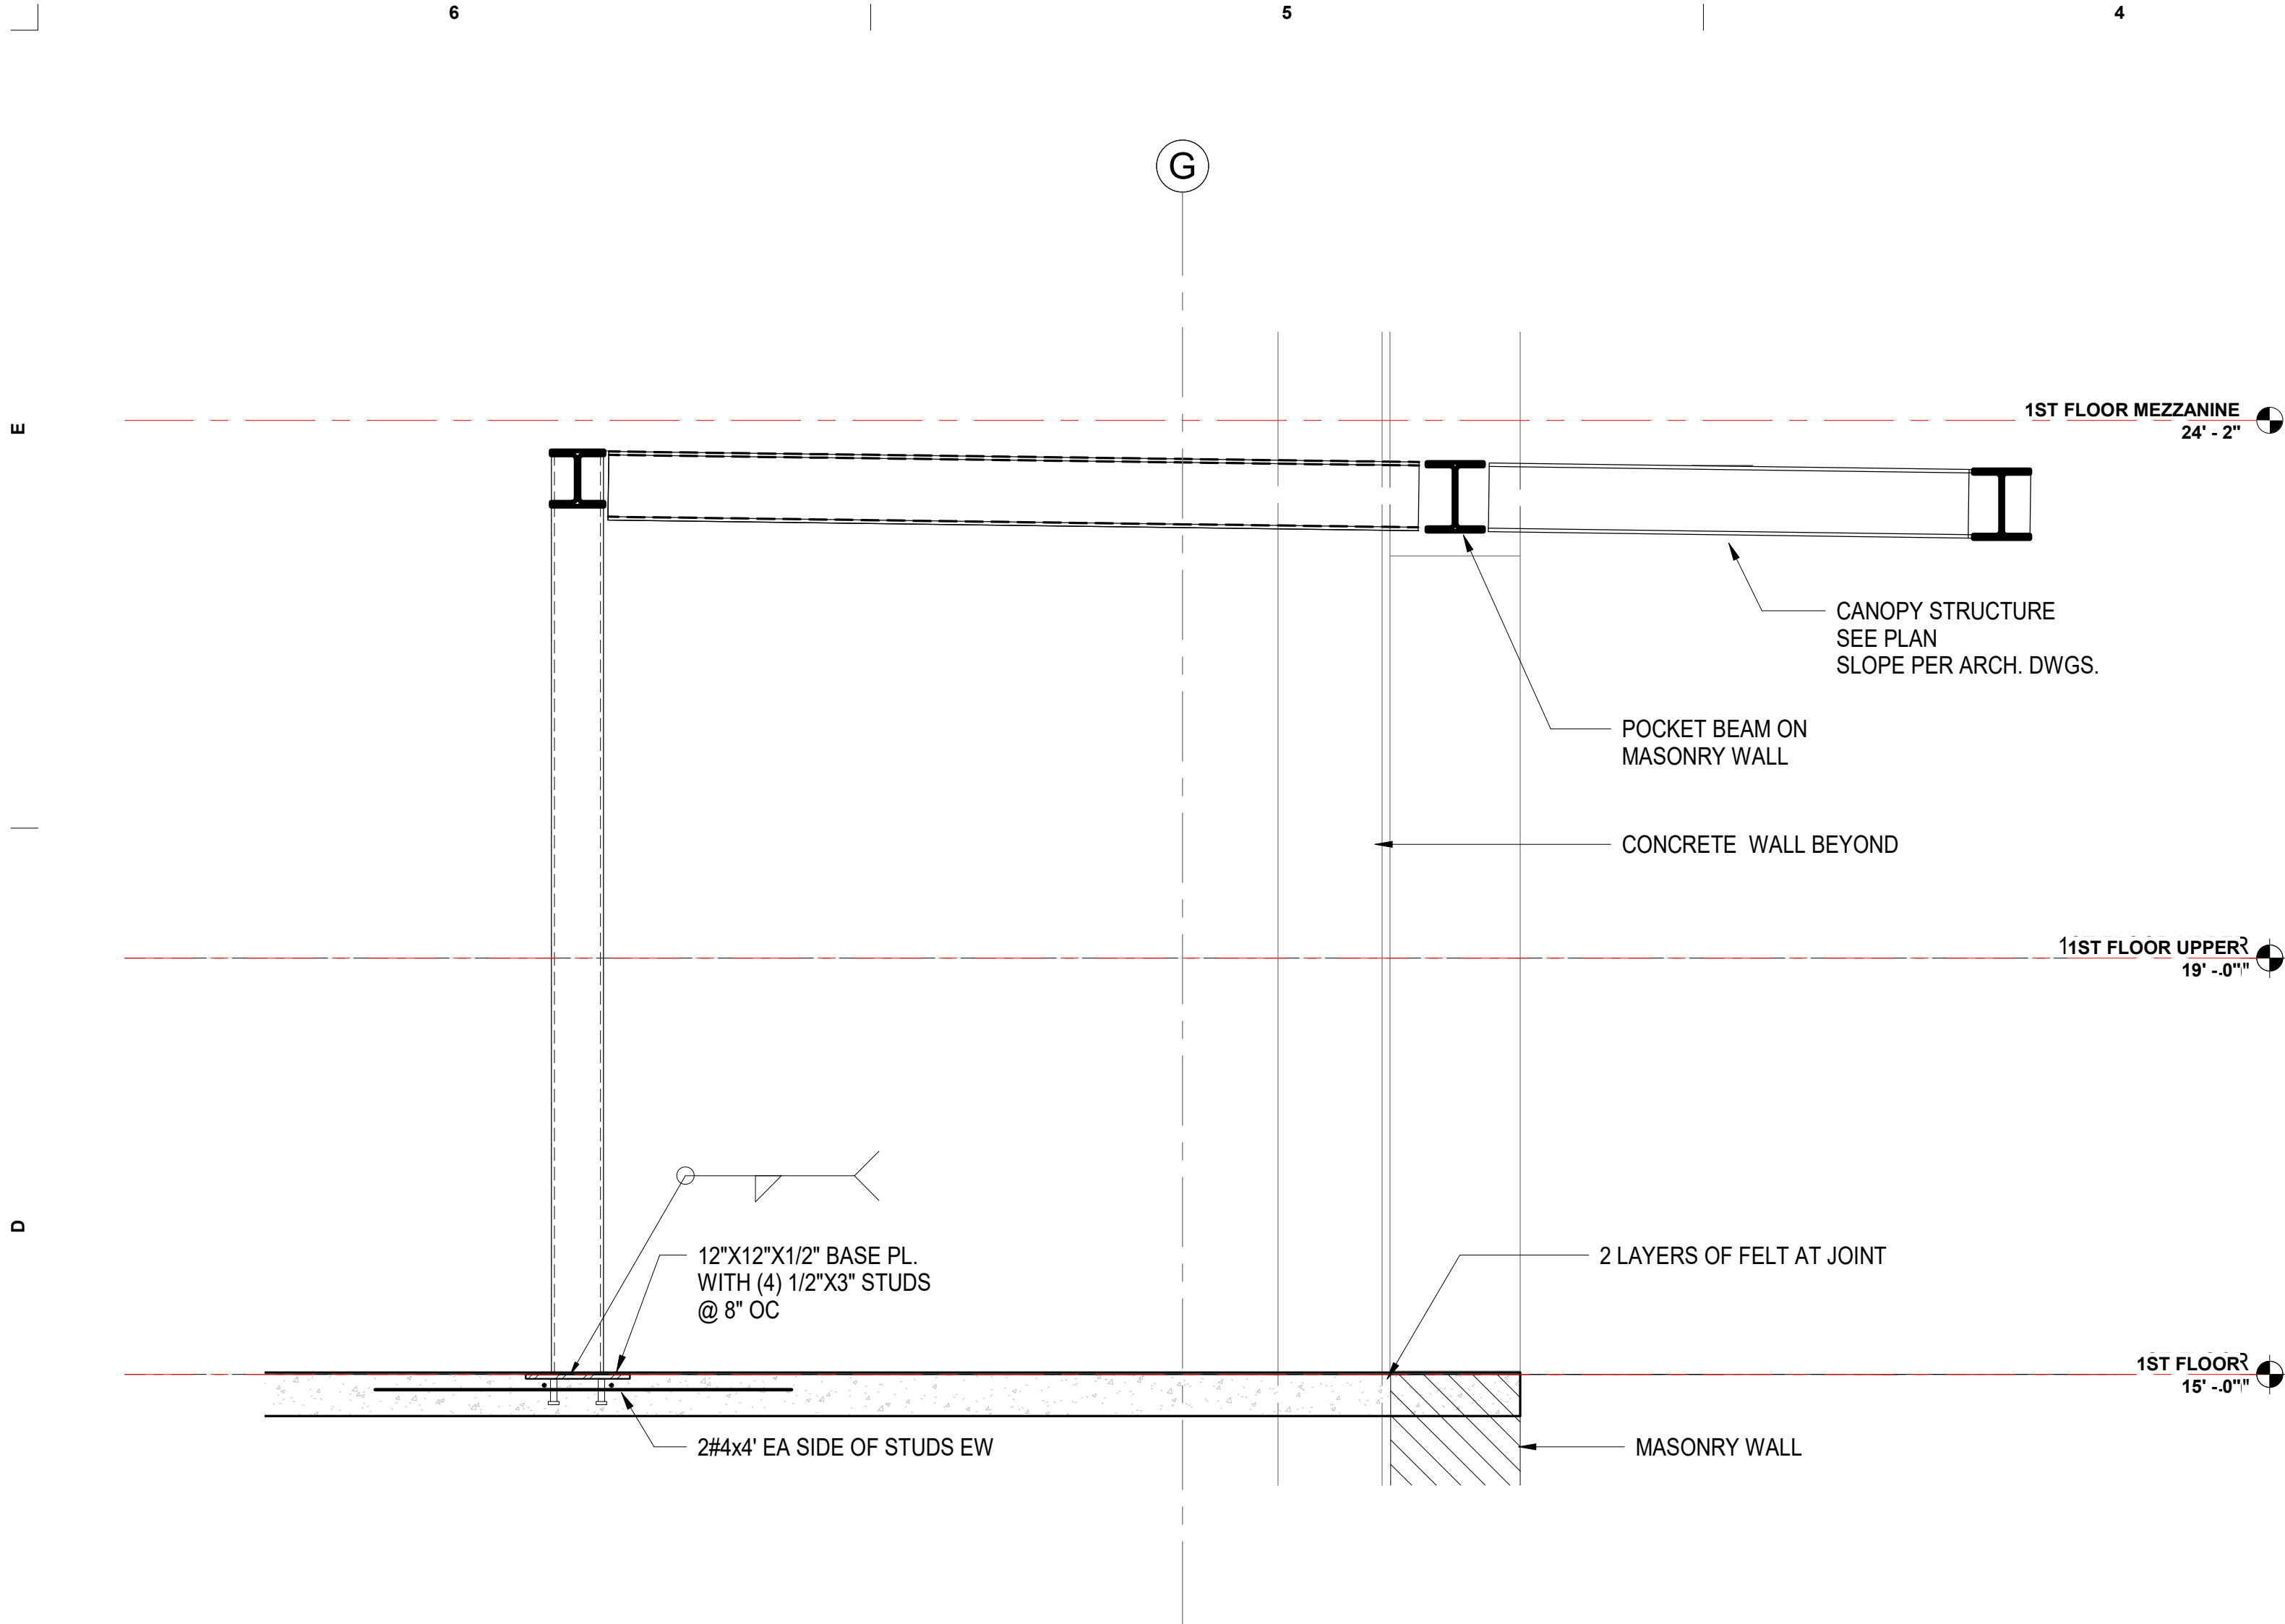 6
5
4
G
E
1ST FLOOR MEZZANINE
24' - 2"
CANOPY STRUCTURE
SEE PLAN
SLOPE PER ARCH. DWGS.
POCKET BEAM ON
MASONRY WALL
CONCRETE WALL BEYOND
1ST FLOOR UPPER
19' - 0"
D
12"X12"X1/2" BASE PL.
WITH (4) 1/2"X3" STUDS
@ 8" OC
2 LAYERS OF FELT AT JOINT
1ST FLOOR
15' - 0"
2#4x4' EA SIDE OF STUDS EW
MASONRY WALL